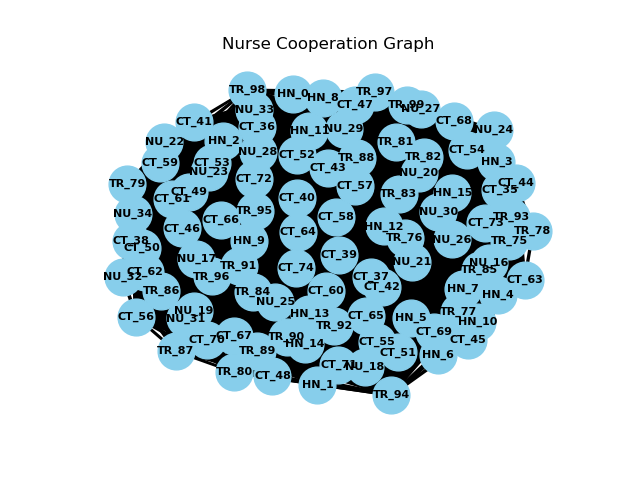 Nurse Cooperation Graph
TR_98
HN_0
HN_8
TR_97
CT_47
TR_99
NU_27
NU_33
CT_41
CT_36
CT_68
NU_24
HN_11
NU_29
NU_22
HN_2
TR_81
CT_54
NU_28
CT_52
TR_88
TR_82
CT_59
CT_53
HN_3
NU_23
CT_43
NU_20
TR_79
CT_72
CT_57
CT_44
CT_35
CT_49
CT_61
CT_40
TR_83
HN_15
NU_34
TR_95
CT_66
CT_58
NU_30
TR_93
CT_73
CT_46
CT_64
HN_12
TR_78
CT_38
CT_50
HN_9
TR_76
NU_26
TR_75
NU_17
CT_39
NU_21
NU_16
TR_91
CT_74
TR_85
CT_62
NU_32
TR_96
CT_37
CT_63
TR_86
TR_84
CT_60
CT_42
HN_7
HN_4
NU_25
CT_56
NU_19
NU_31
HN_13
CT_65
HN_5
TR_77
HN_10
TR_92
CT_69
CT_67
TR_90
CT_70
HN_14
CT_55
CT_45
TR_87
TR_89
CT_51
HN_6
CT_71
NU_18
TR_80
CT_48
HN_1
TR_94